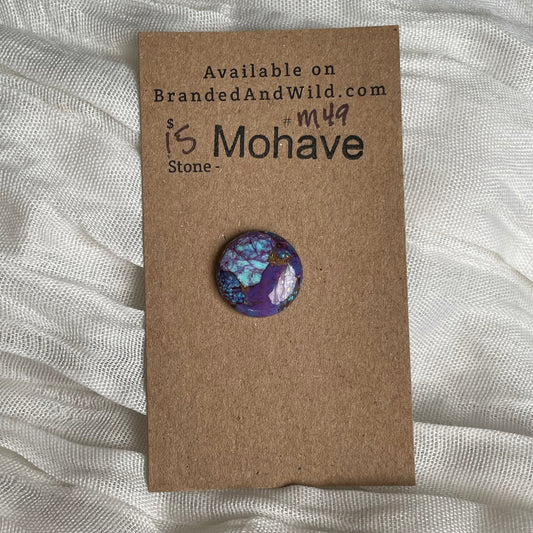 Available on
BrandedAndWild.com
$ # m49
15 Mohave
Stone -